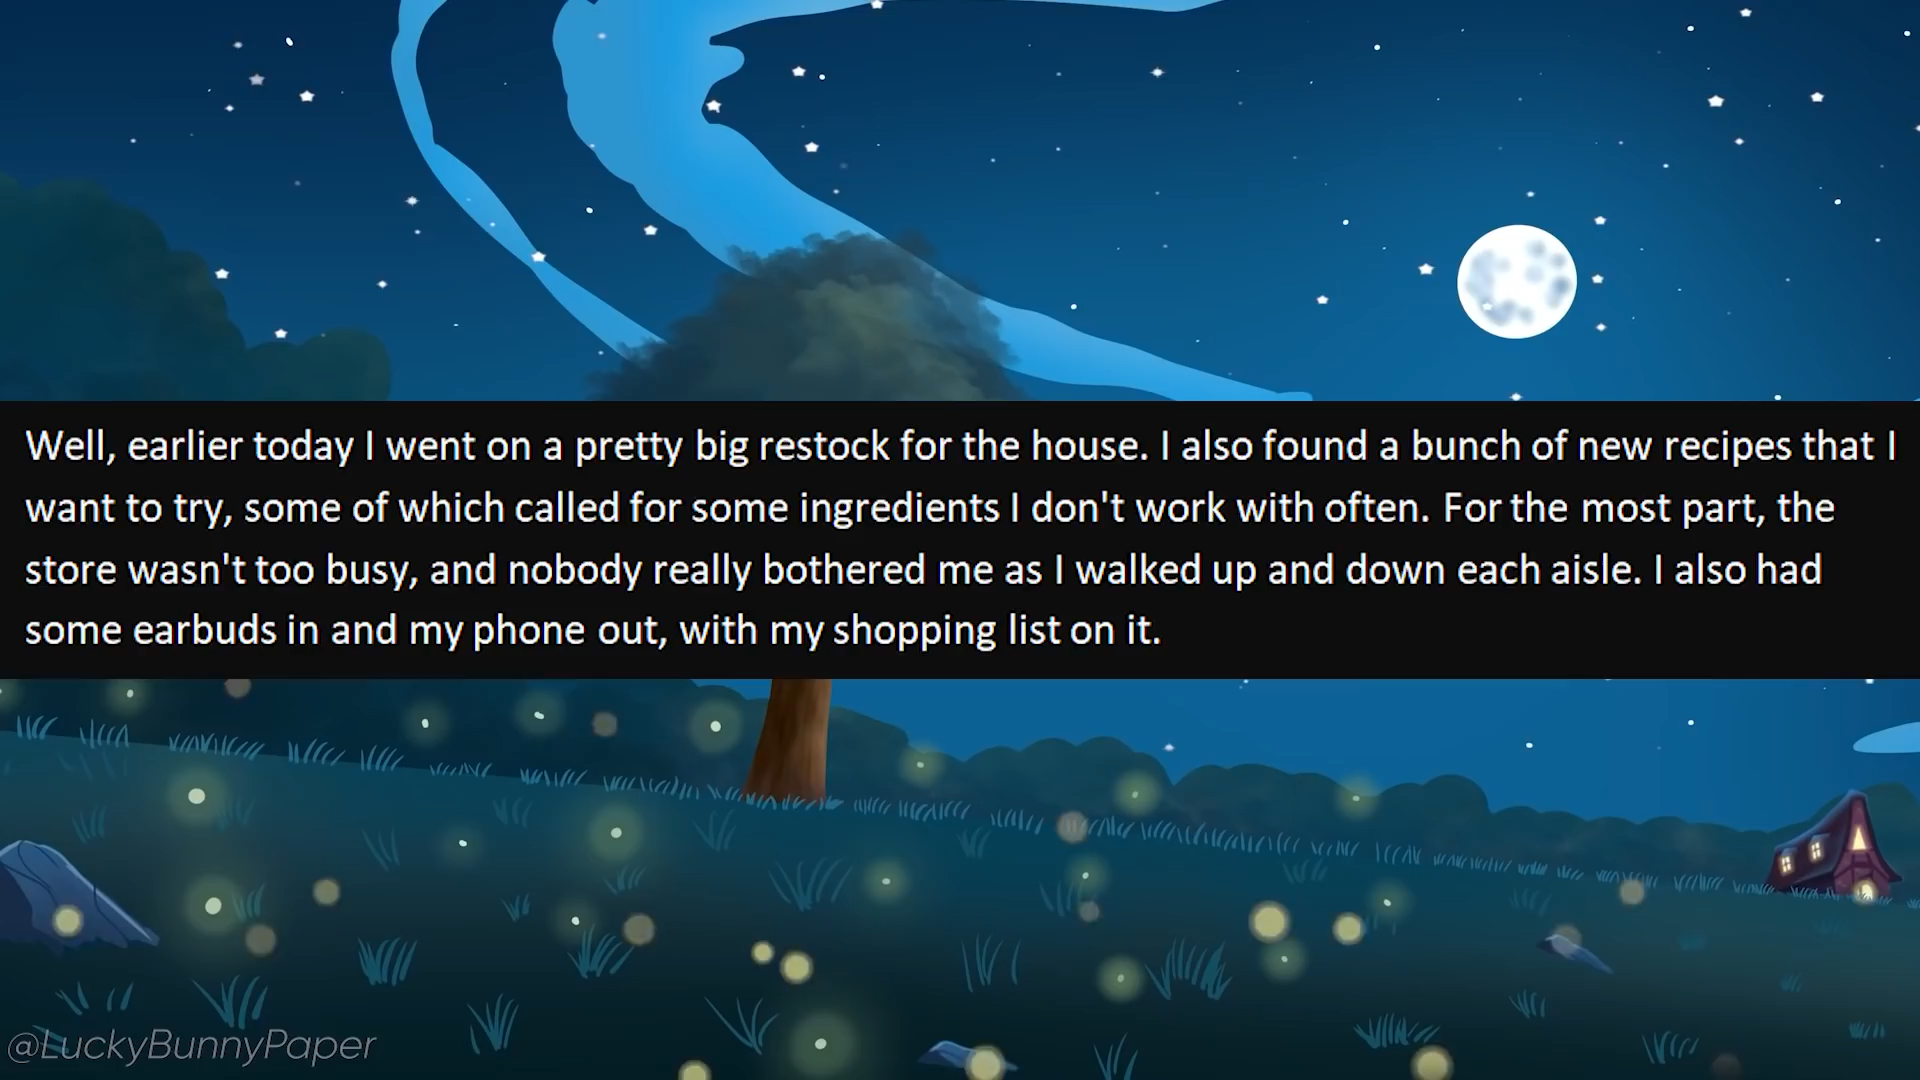 Well, earlier today I went on a pretty big restock for the house. I also found a bunch of new recipes that I
want to try, some of which called for some ingredients I don't work with often. For the most part, the
store wasn't too busy, and nobody really bothered me as I walked up and down each aisle. I also had
some earbuds in and my phone out, with my shopping list on it.
@LuckyBunnyPaper